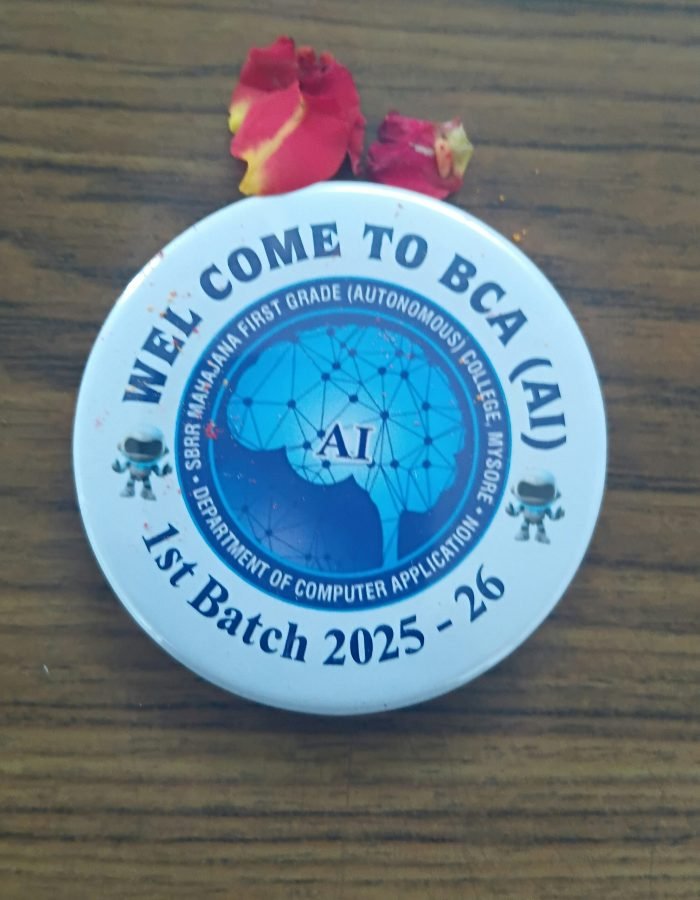 WEL COME TO BCA (AI)
SBRR MAHAJANA FIRST GRADE (AUTONOMOUS) COLLEGE, MYSORE
• DEPARTMENT OF COMPUTER APPLICATION •
AI
1st Batch 2025 - 26